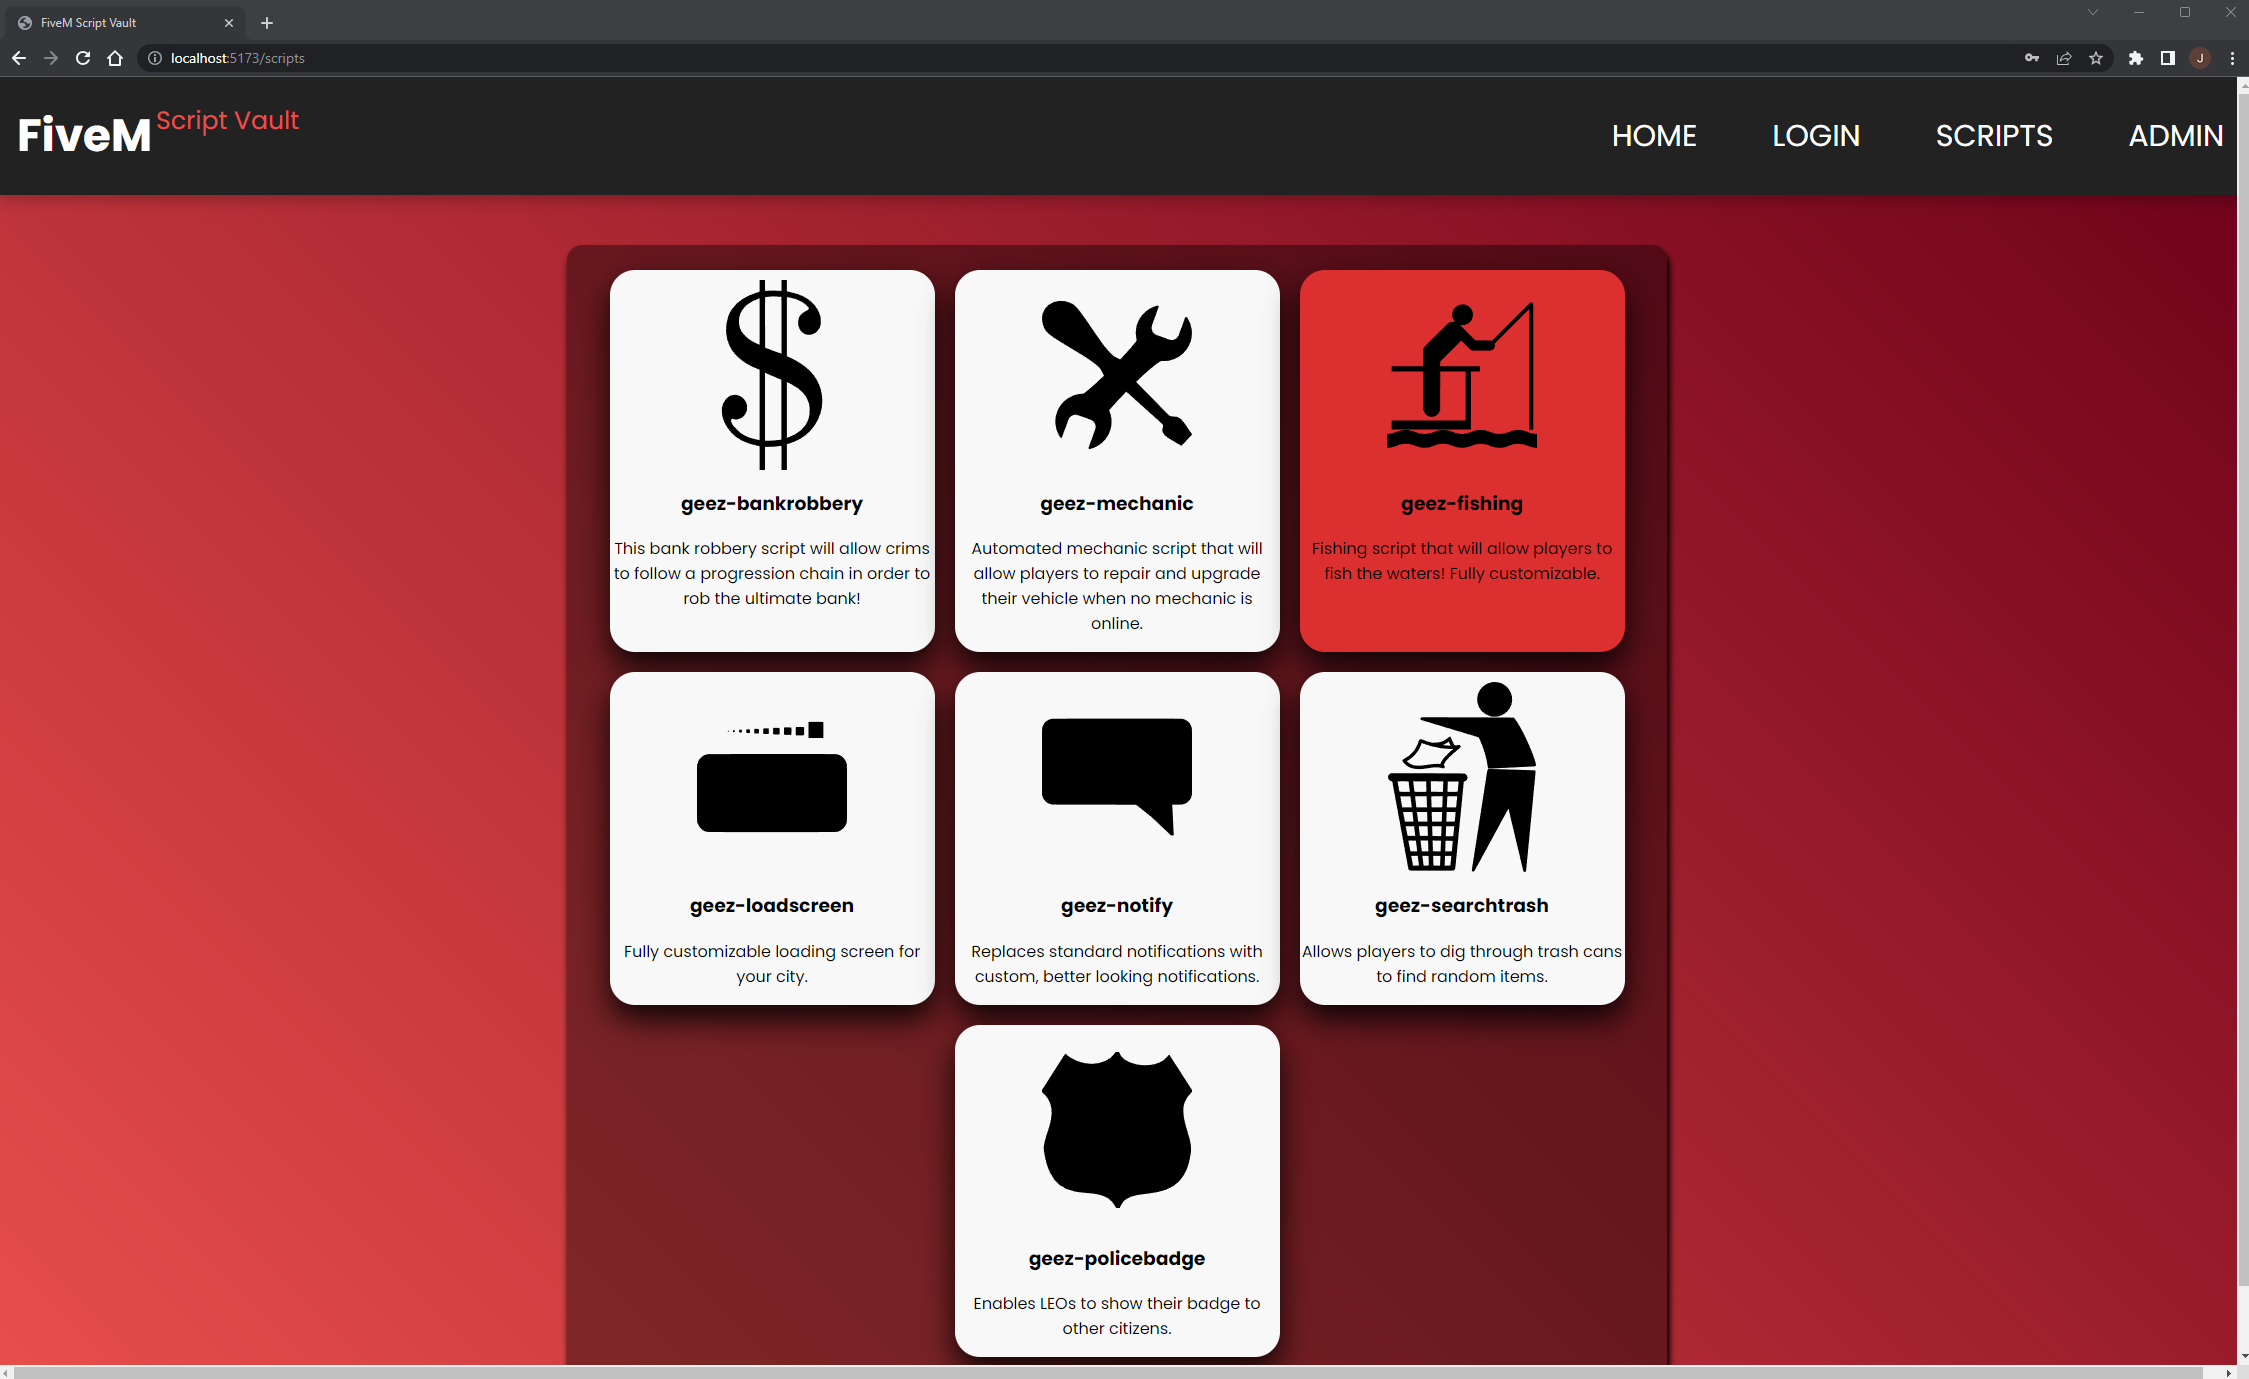 FiveM Script Vault
localhost:5173/scripts
J
FiveM Script Vault
HOME LOGIN SCRIPTS ADMIN
geez-bankrobbery
This bank robbery script will allow crims
to follow a progression chain in order to
rob the ultimate bank!
geez-mechanic
Automated mechanic script that will
allow players to repair and upgrade
their vehicle when no mechanic is
online.
geez-fishing
Fishing script that will allow players to
fish the waters! Fully customizable.
geez-loadscreen
Fully customizable loading screen for
your city.
geez-notify
Replaces standard notifications with
custom, better looking notifications.
geez-searchtrash
Allows players to dig through trash cans
to find random items.
geez-policebadge
Enables LEOs to show their badge to
other citizens.